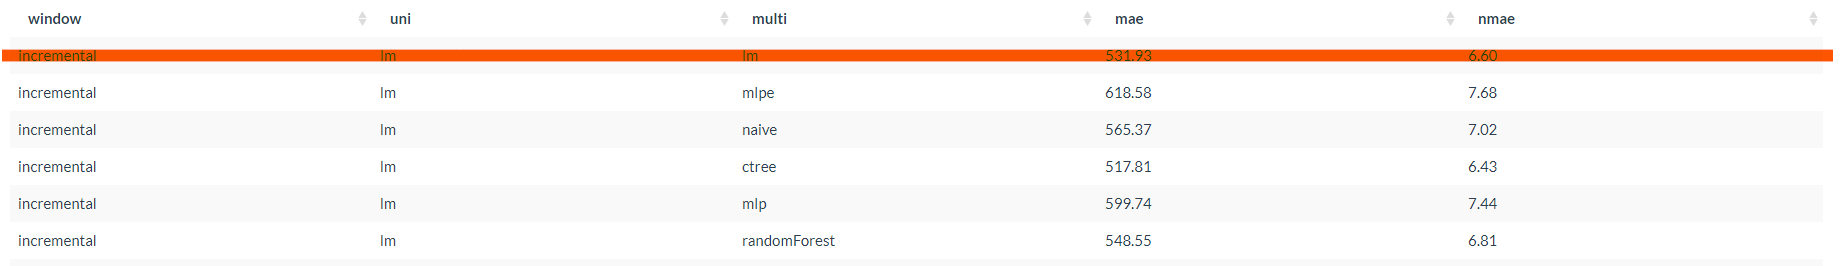 window uni multi mae nmae
incremental lm lm 531.93 6.60
incremental lm mlpe 618.58 7.68
incremental lm naive 565.37 7.02
incremental lm ctree 517.81 6.43
incremental lm mlp 599.74 7.44
incremental lm randomForest 548.55 6.81